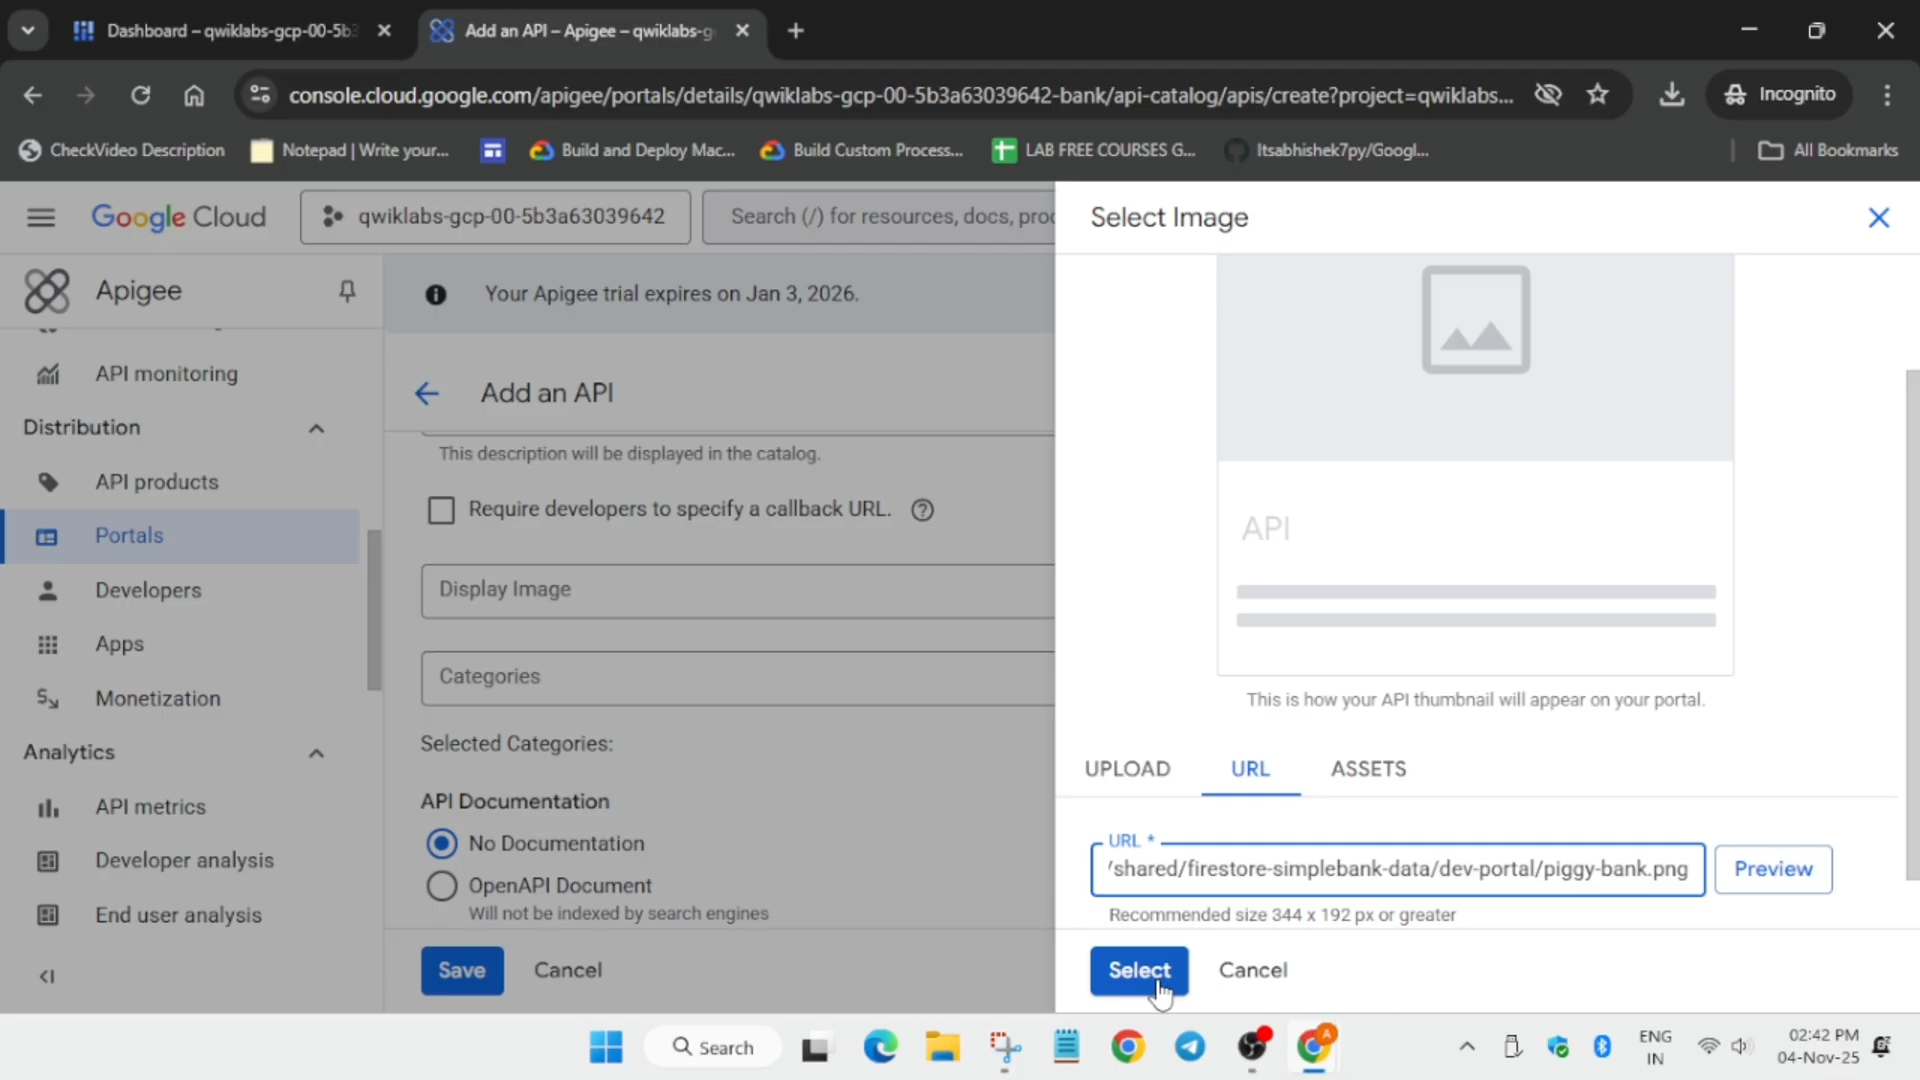 Dashboard – qwiklabs-gcp-00-5b3
Add an API – Apigee – qwiklabs-g
console.cloud.google.com/apigee/portals/details/qwiklabs-gcp-00-5b3a63039642-bank/api-catalog/apis/create?project=qwiklabs...
Incognito
CheckVideo Description
Notepad | Write your...
Build and Deploy Mac...
Build Custom Process...
LAB FREE COURSES G...
Itsabhishek7py/Googl...
All Bookmarks
Google Cloud
qwiklabs-gcp-00-5b3a63039642
Search (/) for resources, docs, proc
Select Image
Apigee
Your Apigee trial expires on Jan 3, 2026.
API monitoring
Distribution
API products
Portals
Developers
Apps
Monetization
Analytics
API metrics
Developer analysis
End user analysis
Add an API
This description will be displayed in the catalog.
Require developers to specify a callback URL.
Display Image
Categories
Selected Categories:
API Documentation
No Documentation
OpenAPI Document
Will not be indexed by search engines
Save
Cancel
API
This is how your API thumbnail will appear on your portal.
UPLOAD
URL
ASSETS
URL *
/shared/firestore-simplebank-data/dev-portal/piggy-bank.png
Preview
Recommended size 344 x 192 px or greater
Select
Cancel
Search
ENG
IN
02:42 PM
04-Nov-25